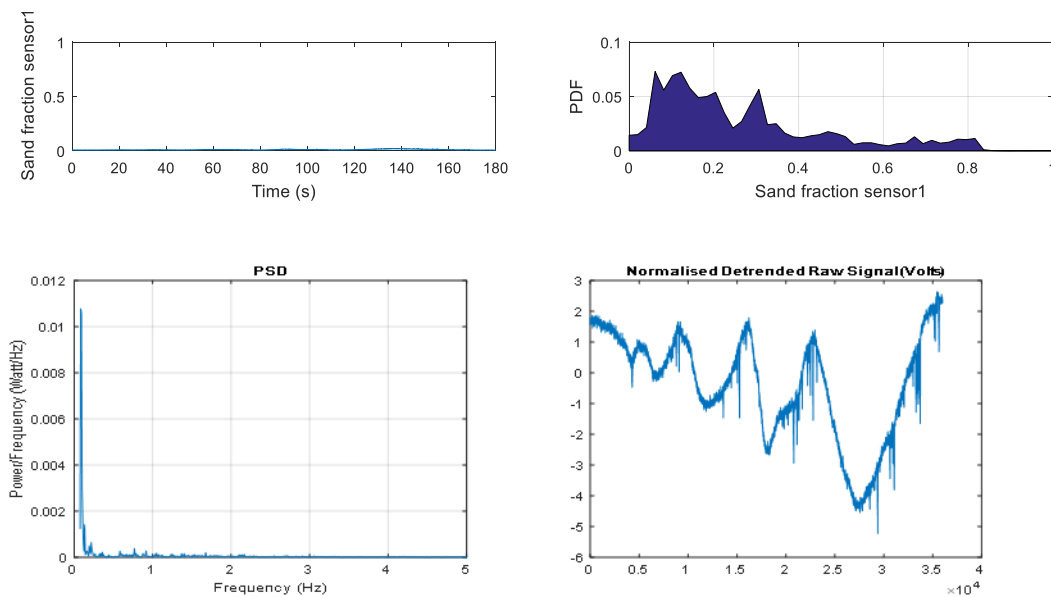 Sand fraction sensor1
1
0.5
0
0 20 40 60 80 100 120 140 160 180
Time (s)
PDF
0.1
0.05
0
0 0.2 0.4 0.6 0.8 1
Sand fraction sensor1
PSD
Power/Frequency (Watt/Hz)
0.012
0.01
0.008
0.006
0.004
0.002
0
0 1 2 3 4 5
Frequency (Hz)
Normalised Detrended Raw Signal(Volts)
3
2
1
0
-1
-2
-3
-4
-5
-6
0 0.5 1 1.5 2 2.5 3 3.5 4
×10⁴